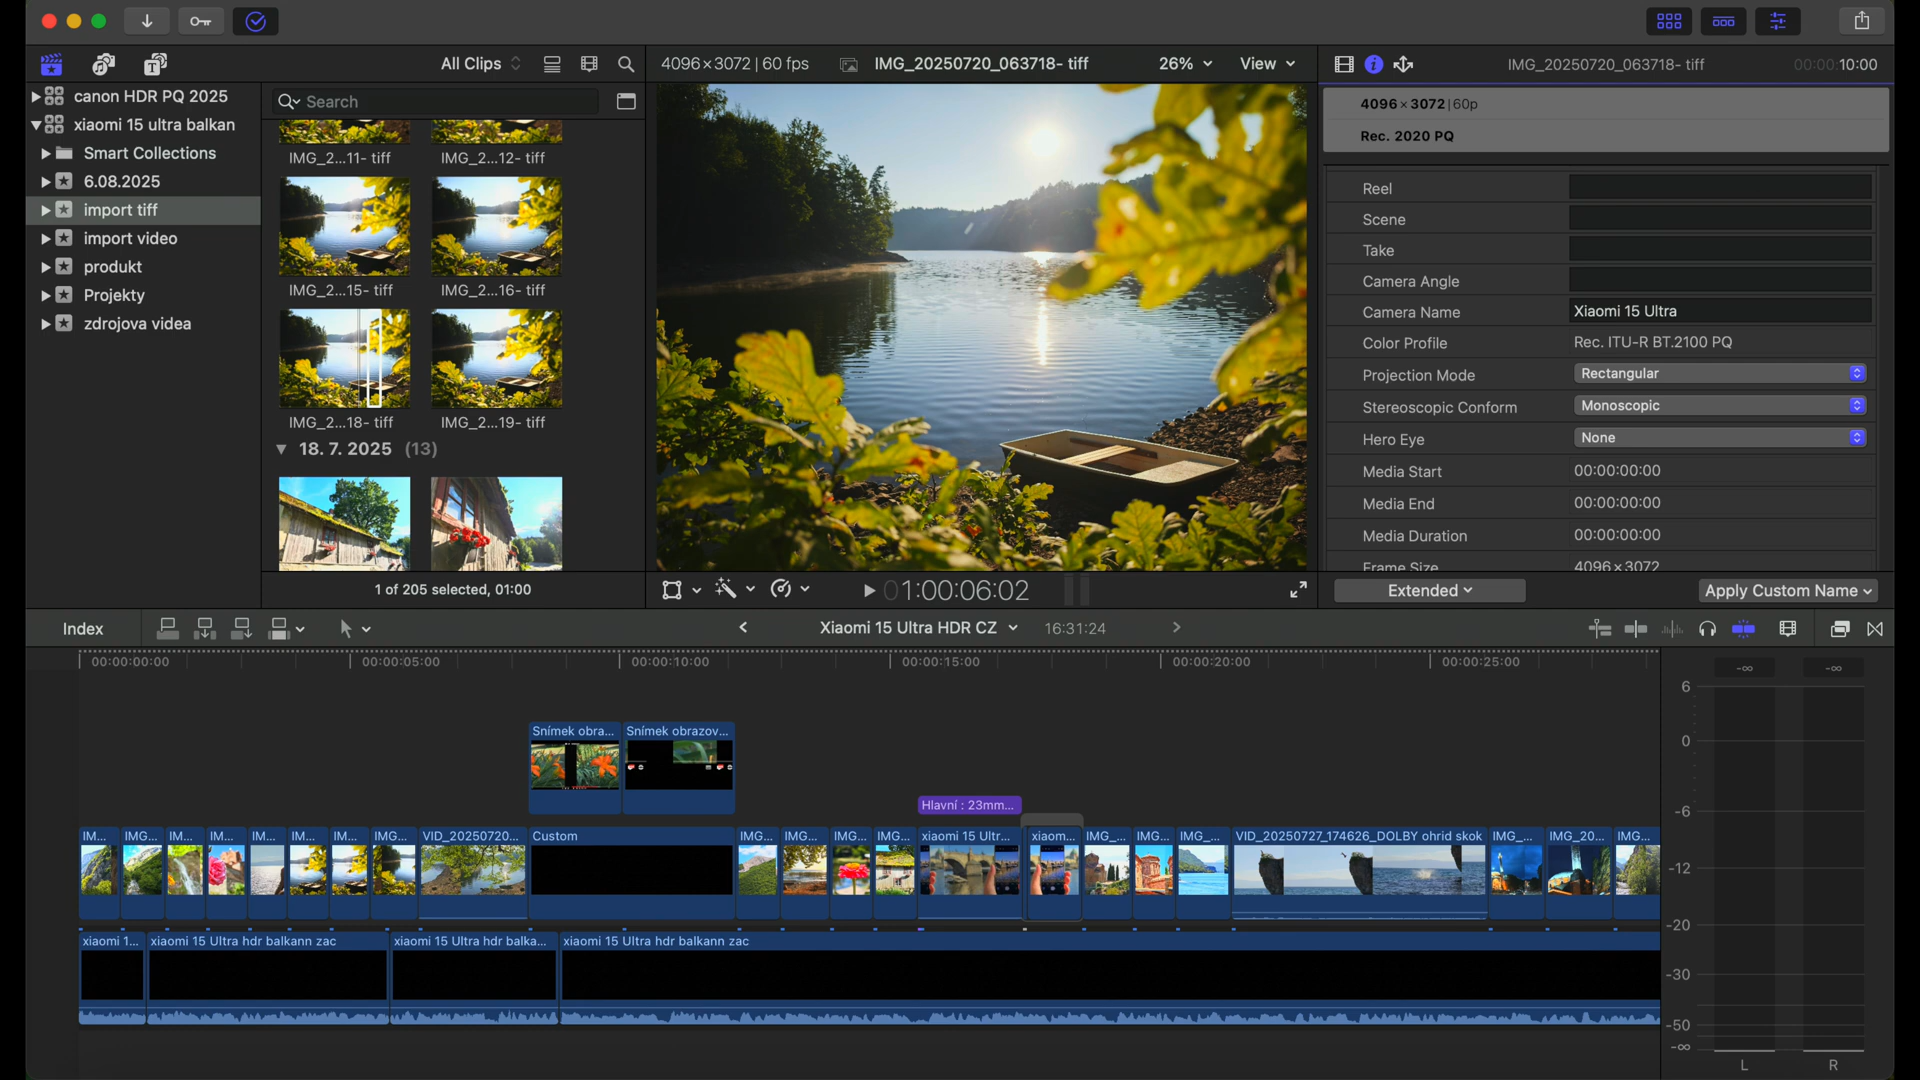 All Clips
4096×3072 | 60 fps
IMG_20250720_063718- tiff
26%
View
IMG_20250720_063718- tiff
00:00:10:00
canon HDR PQ 2025
xiaomi 15 ultra balkan
Smart Collections
6.08.2025
import tiff
import video
produkt
Projekty
zdrojova videa
Search
IMG_2...11- tiff
IMG_2...12- tiff
IMG_2...15- tiff
IMG_2...16- tiff
IMG_2...18- tiff
IMG_2...19- tiff
18. 7. 2025 (13)
1 of 205 selected, 01:00
01:00:06:02
4096×3072|60p
Rec. 2020 PQ
Reel
Scene
Take
Camera Angle
Camera Name Xiaomi 15 Ultra
Color Profile Rec. ITU-R BT.2100 PQ
Projection Mode Rectangular
Stereoscopic Conform Monoscopic
Hero Eye None
Media Start 00:00:00:00
Media End 00:00:00:00
Media Duration 00:00:00:00
Frame Size 4096×3072
Extended
Apply Custom Name
Index
Xiaomi 15 Ultra HDR CZ
16:31:24
00:00:00:00 00:00:05:00 00:00:10:00 00:00:15:00 00:00:20:00 00:00:25:00
Snímek obra... Snímek obrazov...
Hlavní : 23mm...
IM... IMG... IM... IM... IM... IM... IM... IMG... VID_20250720... Custom IMG... IMG... IMG... IMG... xiaomi 15 Ultr... xiaom... IMG_... IMG... IMG_... VID_20250727_174626_DOLBY ohrid skok IMG_... IMG_20... IMG...
xiaomi 1... xiaomi 15 Ultra hdr balkann zac xiaomi 15 Ultra hdr balka... xiaomi 15 Ultra hdr balkann zac
-∞ -∞
6
0
-6
-12
-20
-30
-50
-∞
L R